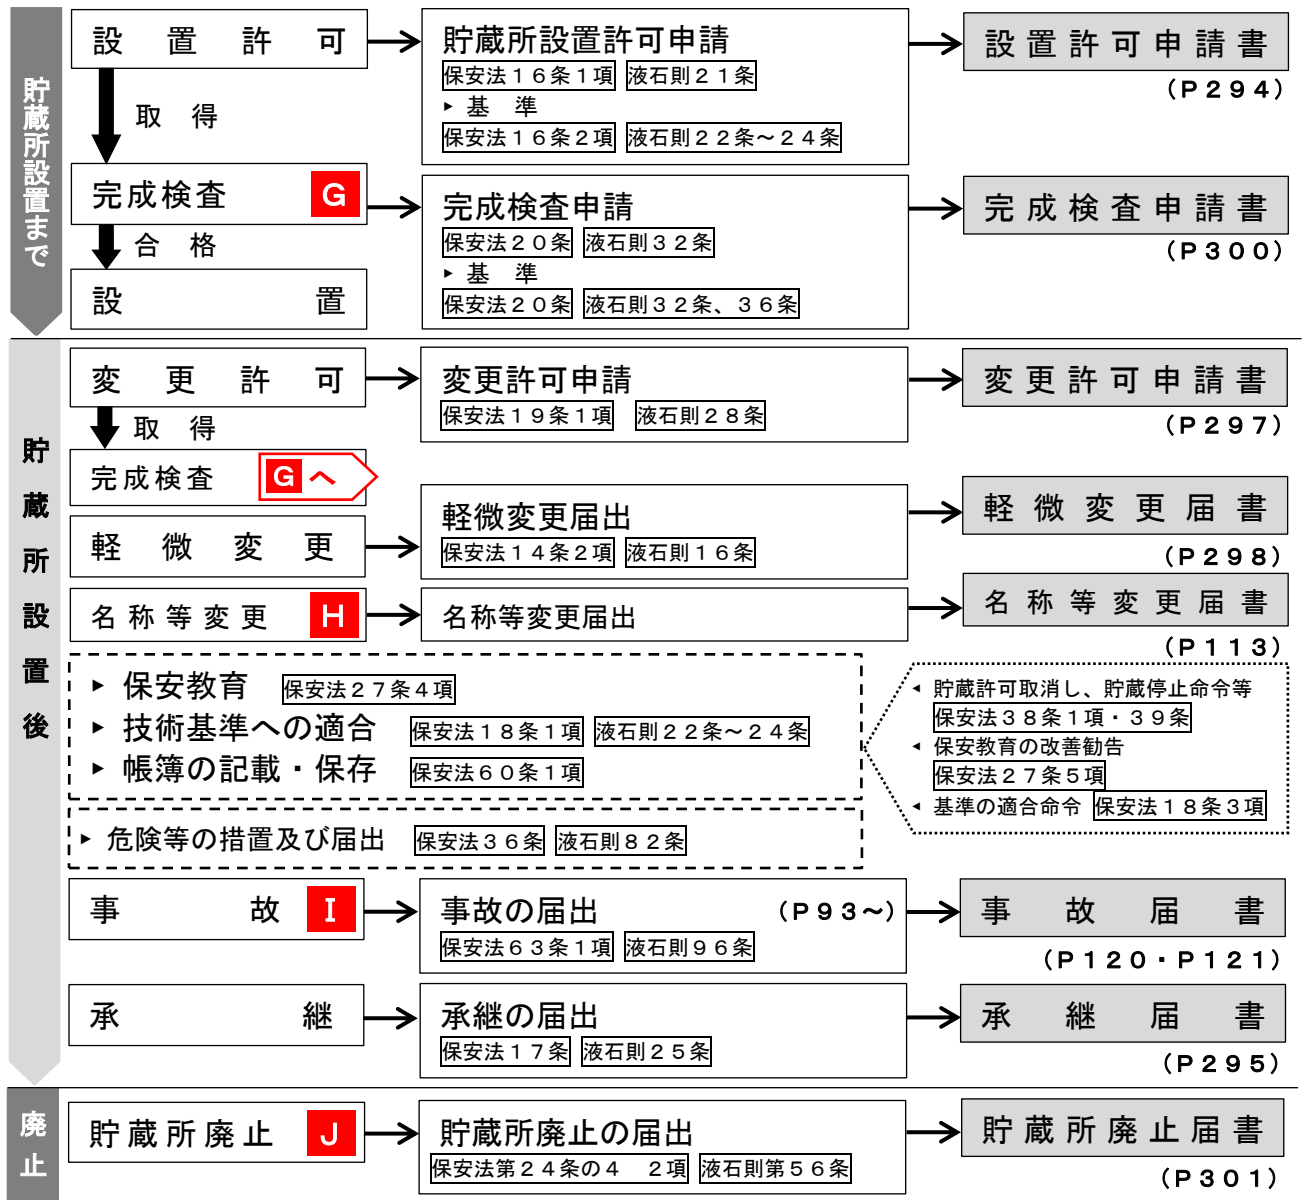 貯蔵所設置まで
設置許可
貯蔵所設置許可申請
保安法１６条１項 液石則２１条
▸ 基 準
保安法１６条２項 液石則２２条～２４条
設置許可申請書
（Ｐ２９４）
取 得
完成検査 Ｇ
完成検査申請
保安法２０条 液石則３２条
▸ 基 準
保安法２０条 液石則３２条、３６条
完成検査申請書
（Ｐ３００）
合 格
設 置
貯蔵所設置後
変更許可
変更許可申請
保安法１９条１項 液石則２８条
変更許可申請書
（Ｐ２９７）
取 得
完成検査 Ｇへ
軽微変更
軽微変更届出
保安法１４条２項 液石則１６条
軽微変更届書
（Ｐ２９８）
名称等変更 Ｈ
名称等変更届出
名称等変更届書
（Ｐ１１３）
▸ 保安教育 保安法２７条４項
▸ 技術基準への適合 保安法１８条１項 液石則２２条～２４条
▸ 帳簿の記載・保存 保安法６０条１項
◂ 貯蔵許可取消し、貯蔵停止命令等
保安法３８条１項・３９条
◂ 保安教育の改善勧告
保安法２７条５項
◂ 基準の適合命令 保安法１８条３項
▸ 危険等の措置及び届出 保安法３６条 液石則８２条
事故 Ｉ
事故の届出 （Ｐ９３～）
保安法６３条１項 液石則９６条
事故届書
（Ｐ１２０・Ｐ１２１）
承継
承継の届出
保安法１７条 液石則２５条
承継届書
（Ｐ２９５）
廃止
貯蔵所廃止 Ｊ
貯蔵所廃止の届出
保安法第２４条の４ ２項 液石則第５６条
貯蔵所廃止届書
（Ｐ３０１）